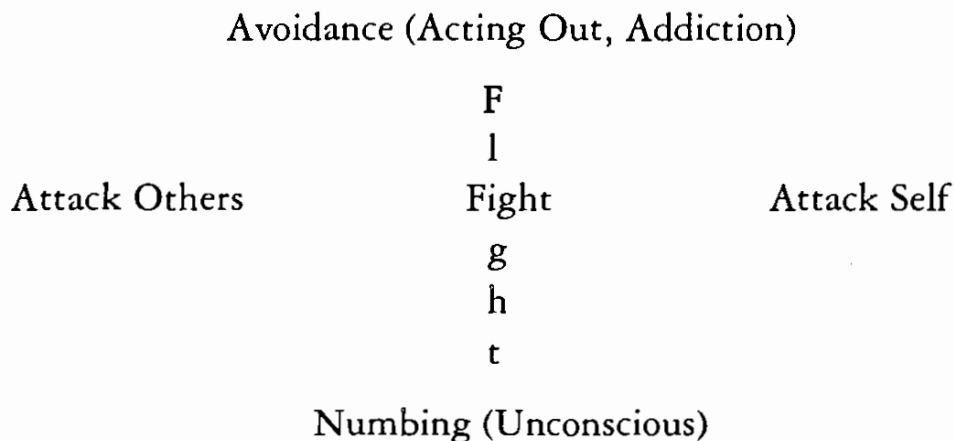 Avoidance (Acting Out, Addiction)
F
l
Attack Others Fight Attack Self
g
h
t
Numbing (Unconscious)